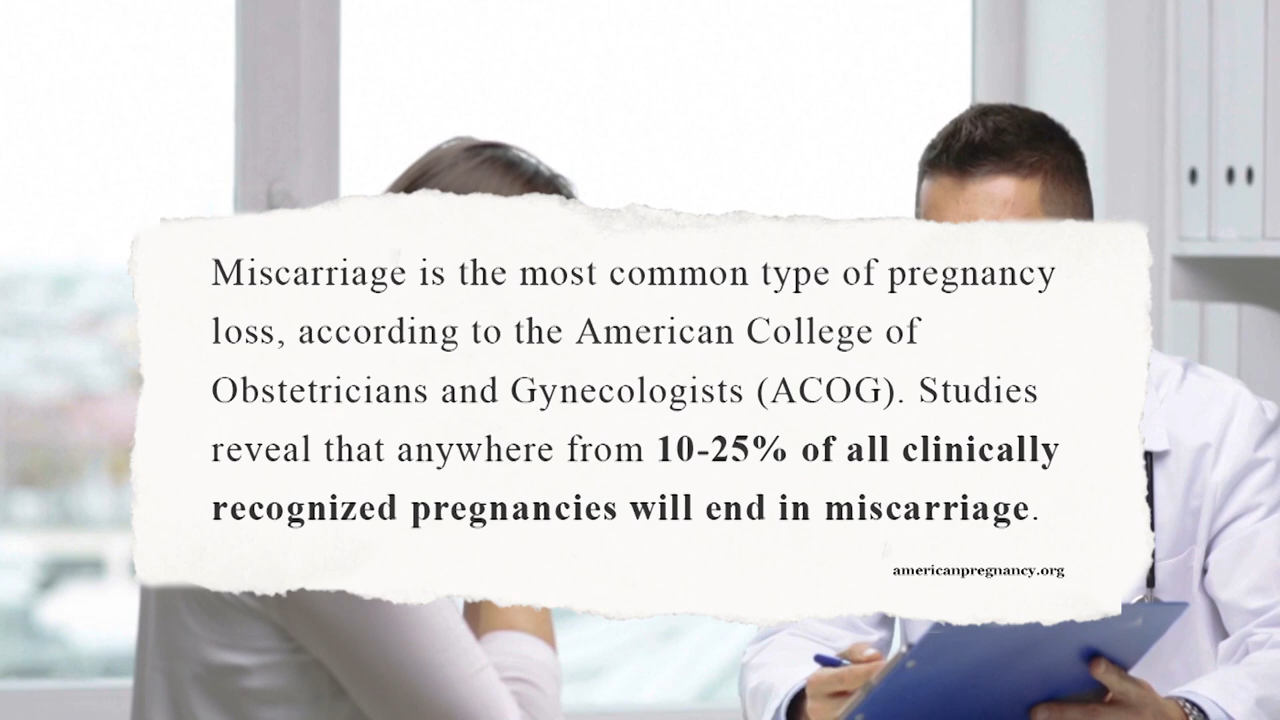 Miscarriage is the most common type of pregnancy
loss, according to the American College of
Obstetricians and Gynecologists (ACOG). Studies
reveal that anywhere from 10-25% of all clinically
recognized pregnancies will end in miscarriage.
americanpregnancy.org